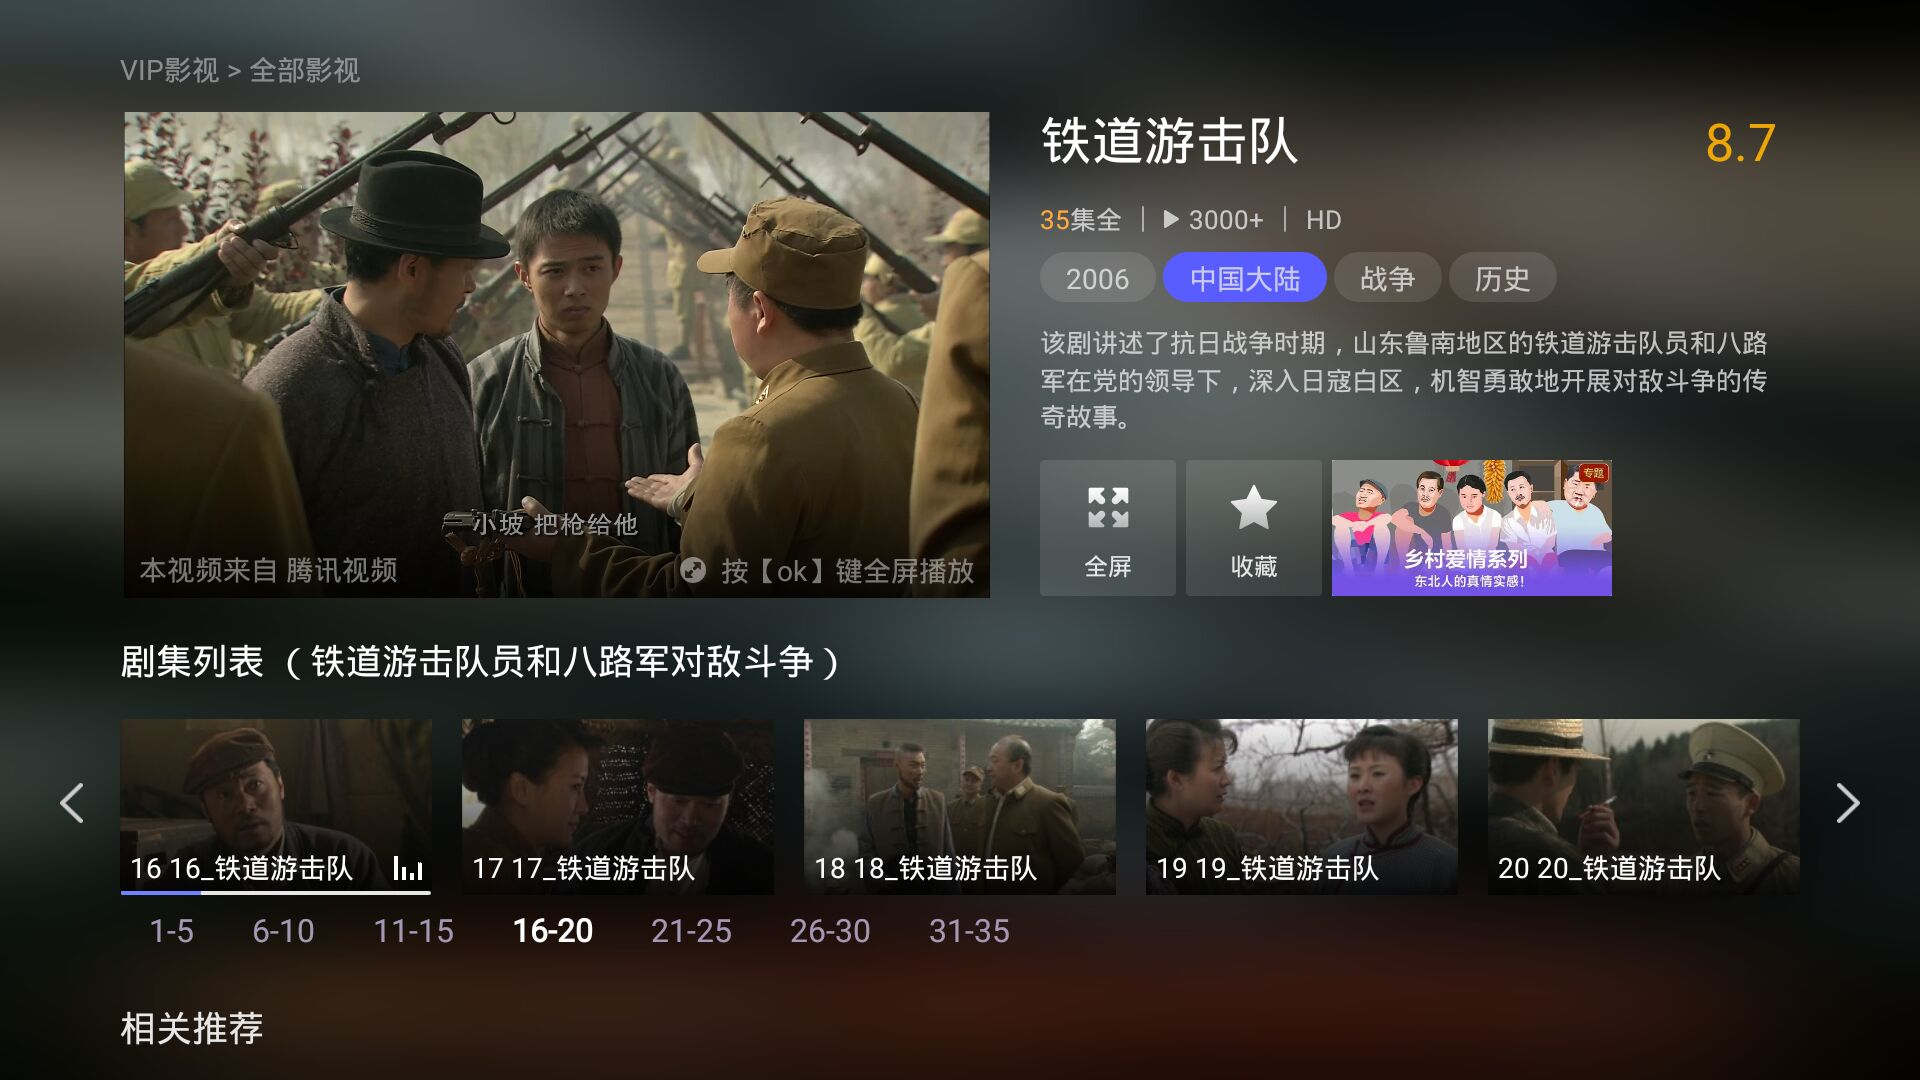 VIP影视 > 全部影视
铁道游击队
8.7
35集全 | 3000+ | HD
2006 中国大陆 战争 历史
该剧讲述了抗日战争时期，山东鲁南地区的铁道游击队员和八路
军在党的领导下，深入日寇白区，机智勇敢地开展对敌斗争的传
奇故事。
小坡 把枪给他
本视频来自 腾讯视频
按【ok】键全屏播放
全屏
收藏
专题
乡村爱情系列
东北人的真情实感！
剧集列表 （铁道游击队员和八路军对敌斗争）
16 16_铁道游击队
17 17_铁道游击队
18 18_铁道游击队
19 19_铁道游击队
20 20_铁道游击队
1-5 6-10 11-15 16-20 21-25 26-30 31-35
相关推荐